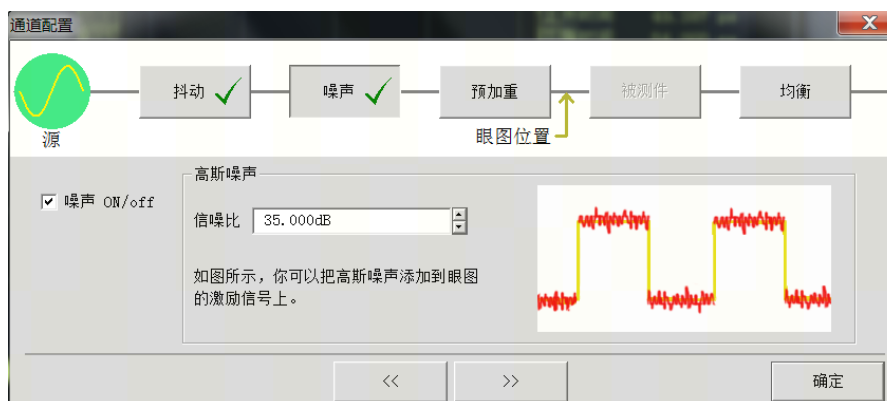 通道配置
抖动
噪声
预加重
被测件
均衡
源
眼图位置
噪声 ON/off
高斯噪声
信噪比
35.000dB
如图所示，你可以把高斯噪声添加到眼图
的激励信号上。
<<
>>
确定